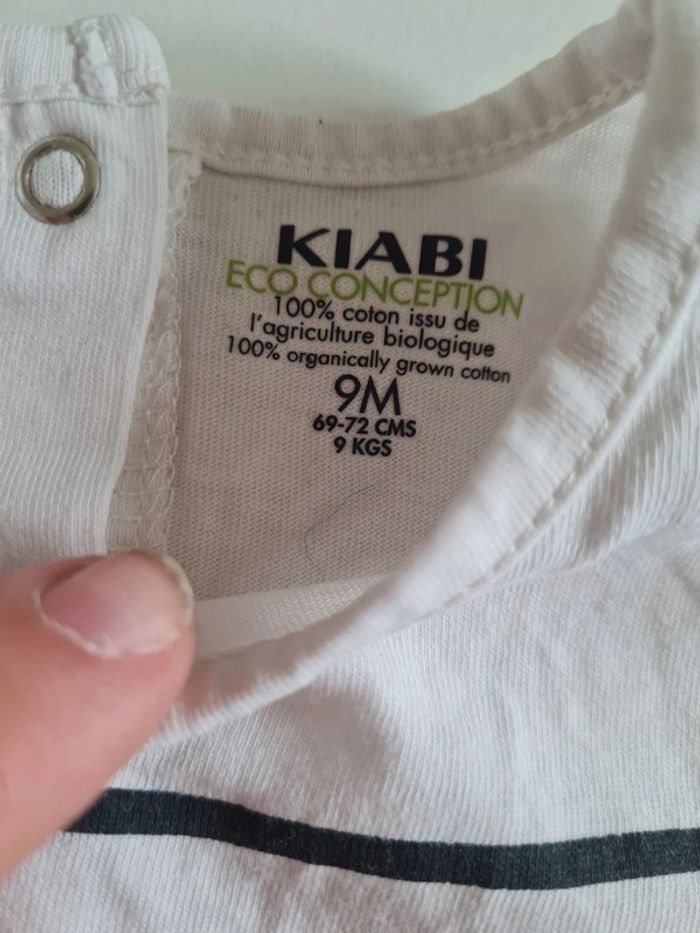 KIABI
ECO CONCEPTION
100% coton issu de
l'agriculture biologique
100% organically grown cotton
9M
69-72 CMS
9 KGS